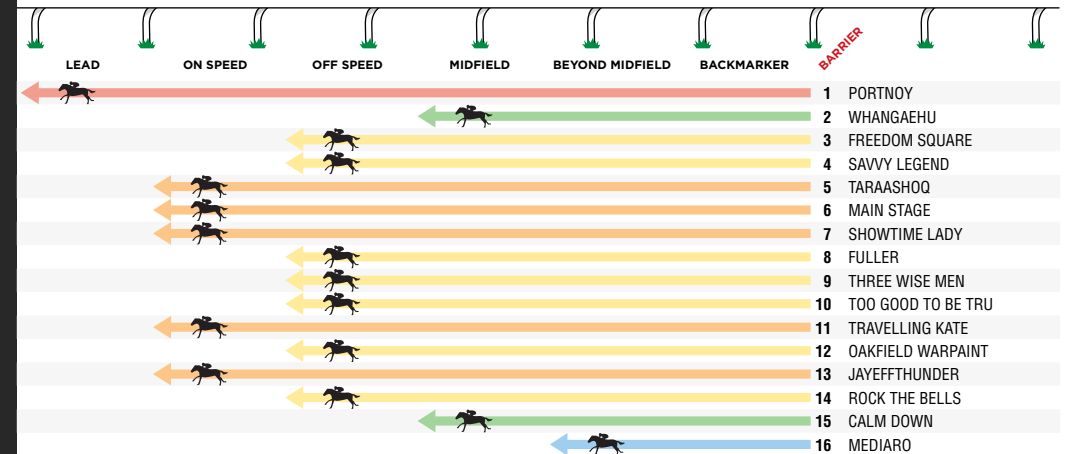 LEAD ON SPEED OFF SPEED MIDFIELD BEYOND MIDFIELD BACKMARKER BARRIER
1 PORTNOY
2 WHANGAEHU
3 FREEDOM SQUARE
4 SAVVY LEGEND
5 TARAASHOQ
6 MAIN STAGE
7 SHOWTIME LADY
8 FULLER
9 THREE WISE MEN
10 TOO GOOD TO BE TRU
11 TRAVELLING KATE
12 OAKFIELD WARPAINT
13 JAYEFFTHUNDER
14 ROCK THE BELLS
15 CALM DOWN
16 MEDIARO